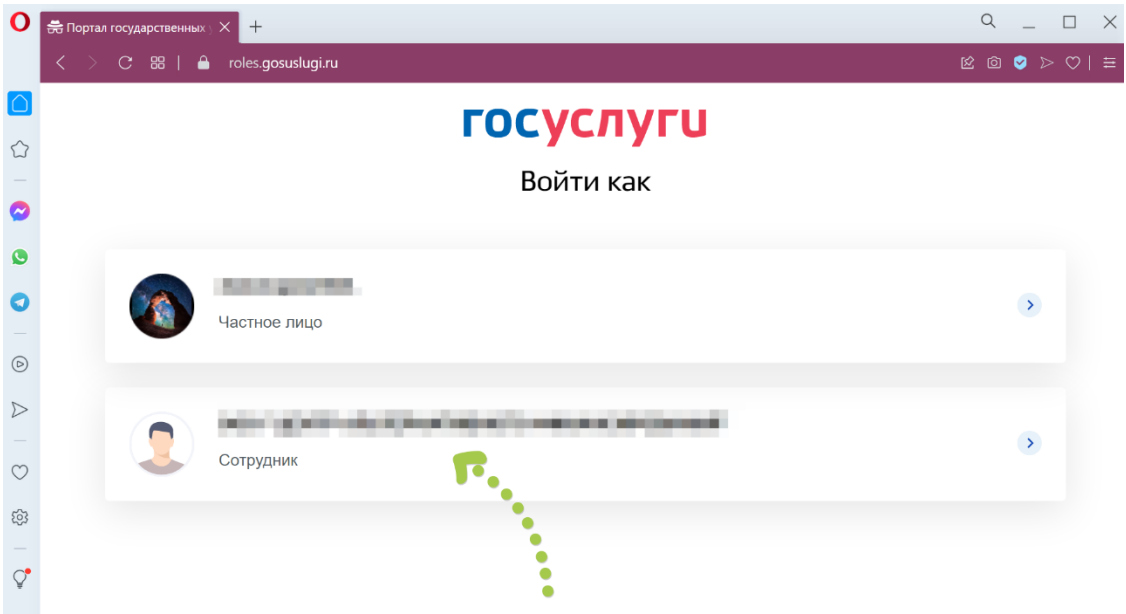 Портал государственных у
roles.gosuslugi.ru
госуслуги
Войти как
Частное лицо
Сотрудник